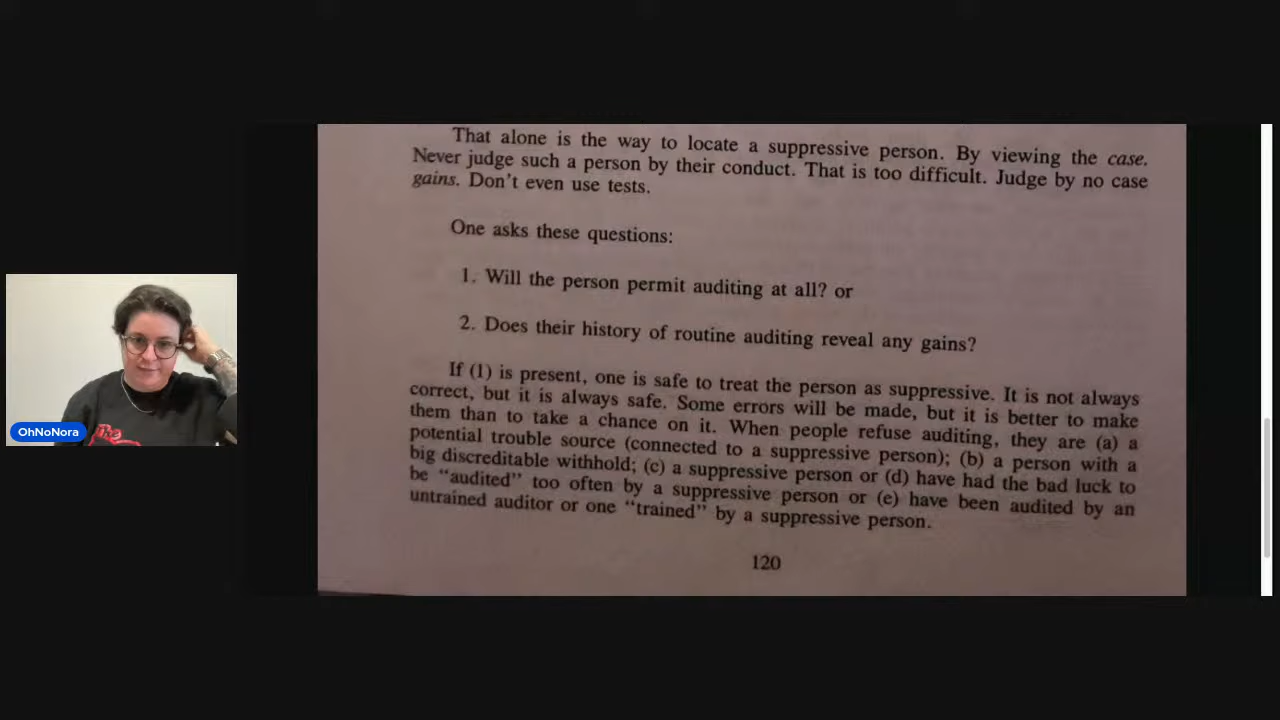 That alone is the way to locate a suppressive person. By viewing the case.
Never judge such a person by their conduct. That is too difficult. Judge by no case
gains. Don't even use tests.
One asks these questions:
1. Will the person permit auditing at all? or
2. Does their history of routine auditing reveal any gains?
If (1) is present, one is safe to treat the person as suppressive. It is not always
correct, but it is always safe. Some errors will be made, but it is better to make
them than to take a chance on it. When people refuse auditing, they are (a) a
potential trouble source (connected to a suppressive person); (b) a person with a
big discreditable withhold; (c) a suppressive person or (d) have had the bad luck to
be “audited” too often by a suppressive person or (e) have been audited by an
untrained auditor or one “trained” by a suppressive person.
120
The
OhNoNora